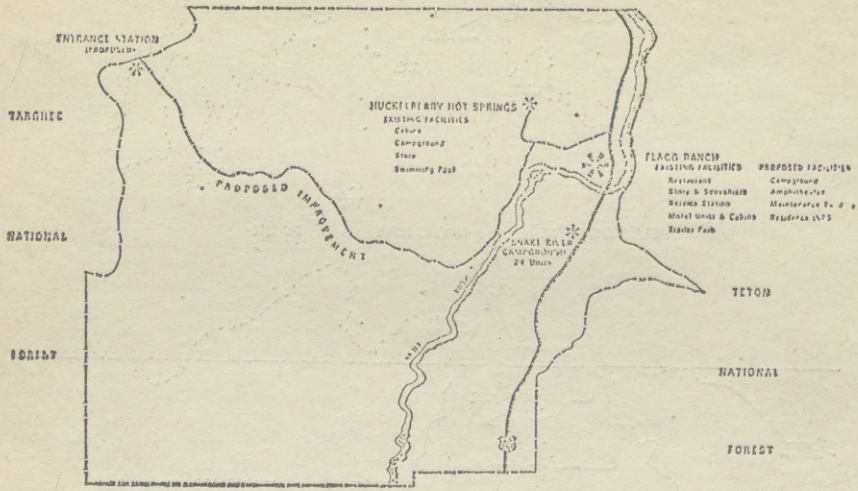 ENTRANCE STATION
(PROPOSED)
TARGHEE
NATIONAL
FOREST
HUCKLEBERRY HOT SPRINGS
EXISTING FACILITIES
Cabins
Campground
Store
Swimming Pool
PROPOSED IMPROVEMENT
FLAGG RANCH
EXISTING FACILITIES
Restaurant
Store & Souvenirs
Service Station
Motel Units & Cabins
Trailer Park
PROPOSED FACILITIES
Campground
Amphitheater
Maintenance
Residence
SNAKE RIVER
CAMPGROUND
24 Units
TETON
NATIONAL
FOREST